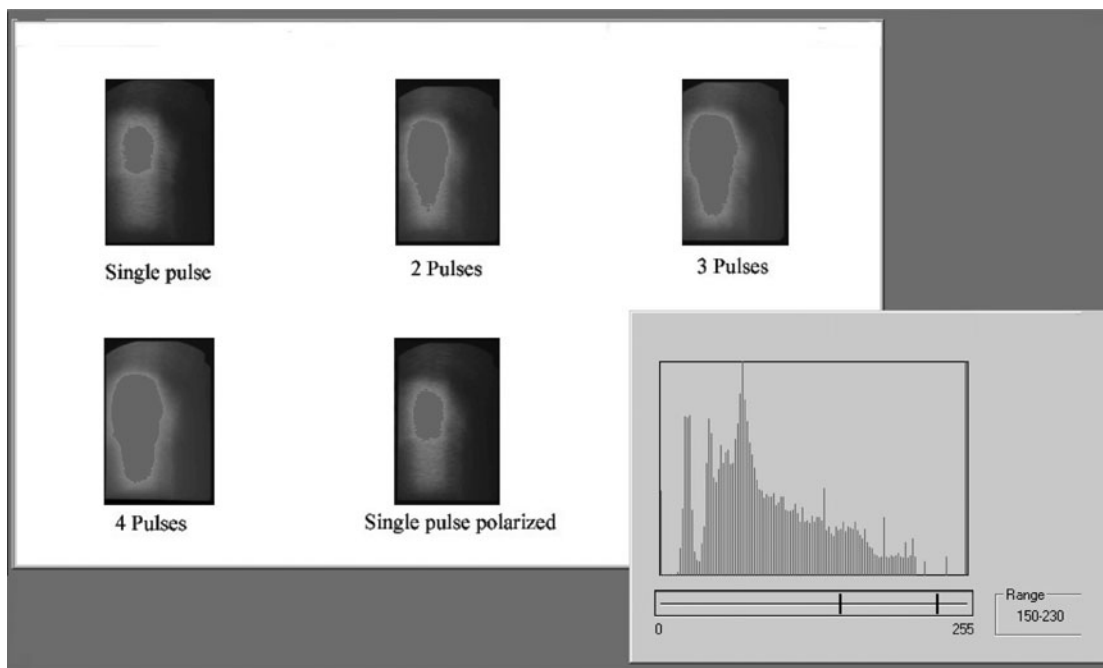 Single pulse
2 Pulses
3 Pulses
4 Pulses
Single pulse polarized
Range
150-230
0
255